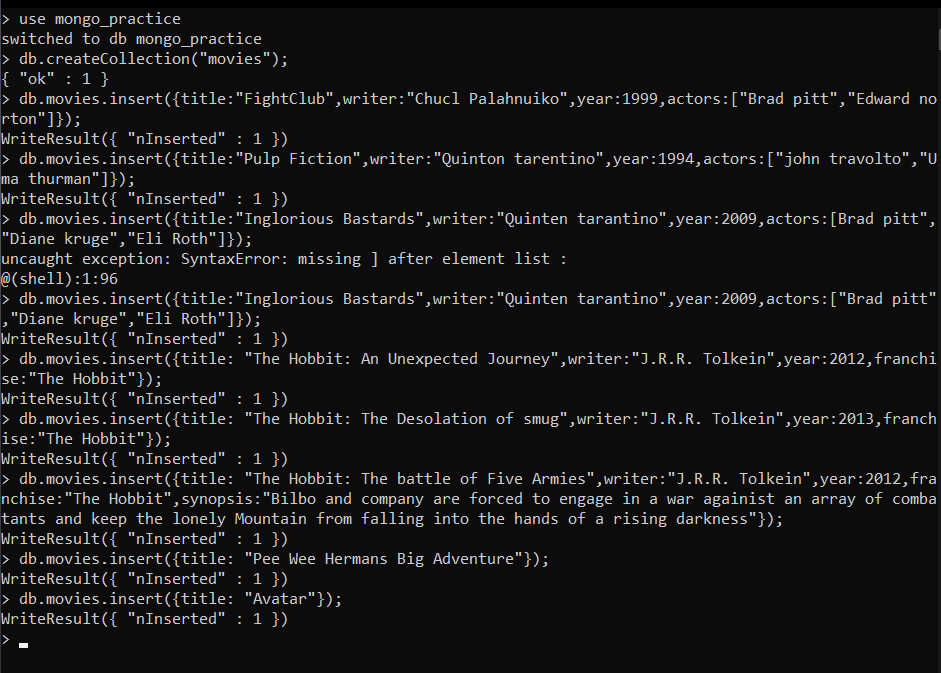 > use mongo_practice
switched to db mongo_practice
> db.createCollection("movies");
{ "ok" : 1 }
> db.movies.insert({title:"FightClub",writer:"Chucl Palahnuiko",year:1999,actors:["Brad pitt","Edward no
rton"]});
WriteResult({ "nInserted" : 1 })
> db.movies.insert({title:"Pulp Fiction",writer:"Quinton tarentino",year:1994,actors:["john travolto","U
ma thurman"]});
WriteResult({ "nInserted" : 1 })
> db.movies.insert({title:"Inglorious Bastards",writer:"Quinten tarantino",year:2009,actors:[Brad pitt",
"Diane kruge","Eli Roth"]});
uncaught exception: SyntaxError: missing ] after element list :
@(shell):1:96
> db.movies.insert({title:"Inglorious Bastards",writer:"Quinten tarantino",year:2009,actors:["Brad pitt"
,"Diane kruge","Eli Roth"]});
WriteResult({ "nInserted" : 1 })
> db.movies.insert({title: "The Hobbit: An Unexpected Journey",writer:"J.R.R. Tolkein",year:2012,franchi
se:"The Hobbit"});
WriteResult({ "nInserted" : 1 })
> db.movies.insert({title: "The Hobbit: The Desolation of smug",writer:"J.R.R. Tolkein",year:2013,franch
ise:"The Hobbit"});
WriteResult({ "nInserted" : 1 })
> db.movies.insert({title: "The Hobbit: The battle of Five Armies",writer:"J.R.R. Tolkein",year:2012,fra
nchise:"The Hobbit",synopsis:"Bilbo and company are forced to engage in a war againist an array of comba
tants and keep the lonely Mountain from falling into the hands of a rising darkness"});
WriteResult({ "nInserted" : 1 })
> db.movies.insert({title: "Pee Wee Hermans Big Adventure"});
WriteResult({ "nInserted" : 1 })
> db.movies.insert({title: "Avatar"});
WriteResult({ "nInserted" : 1 })
>